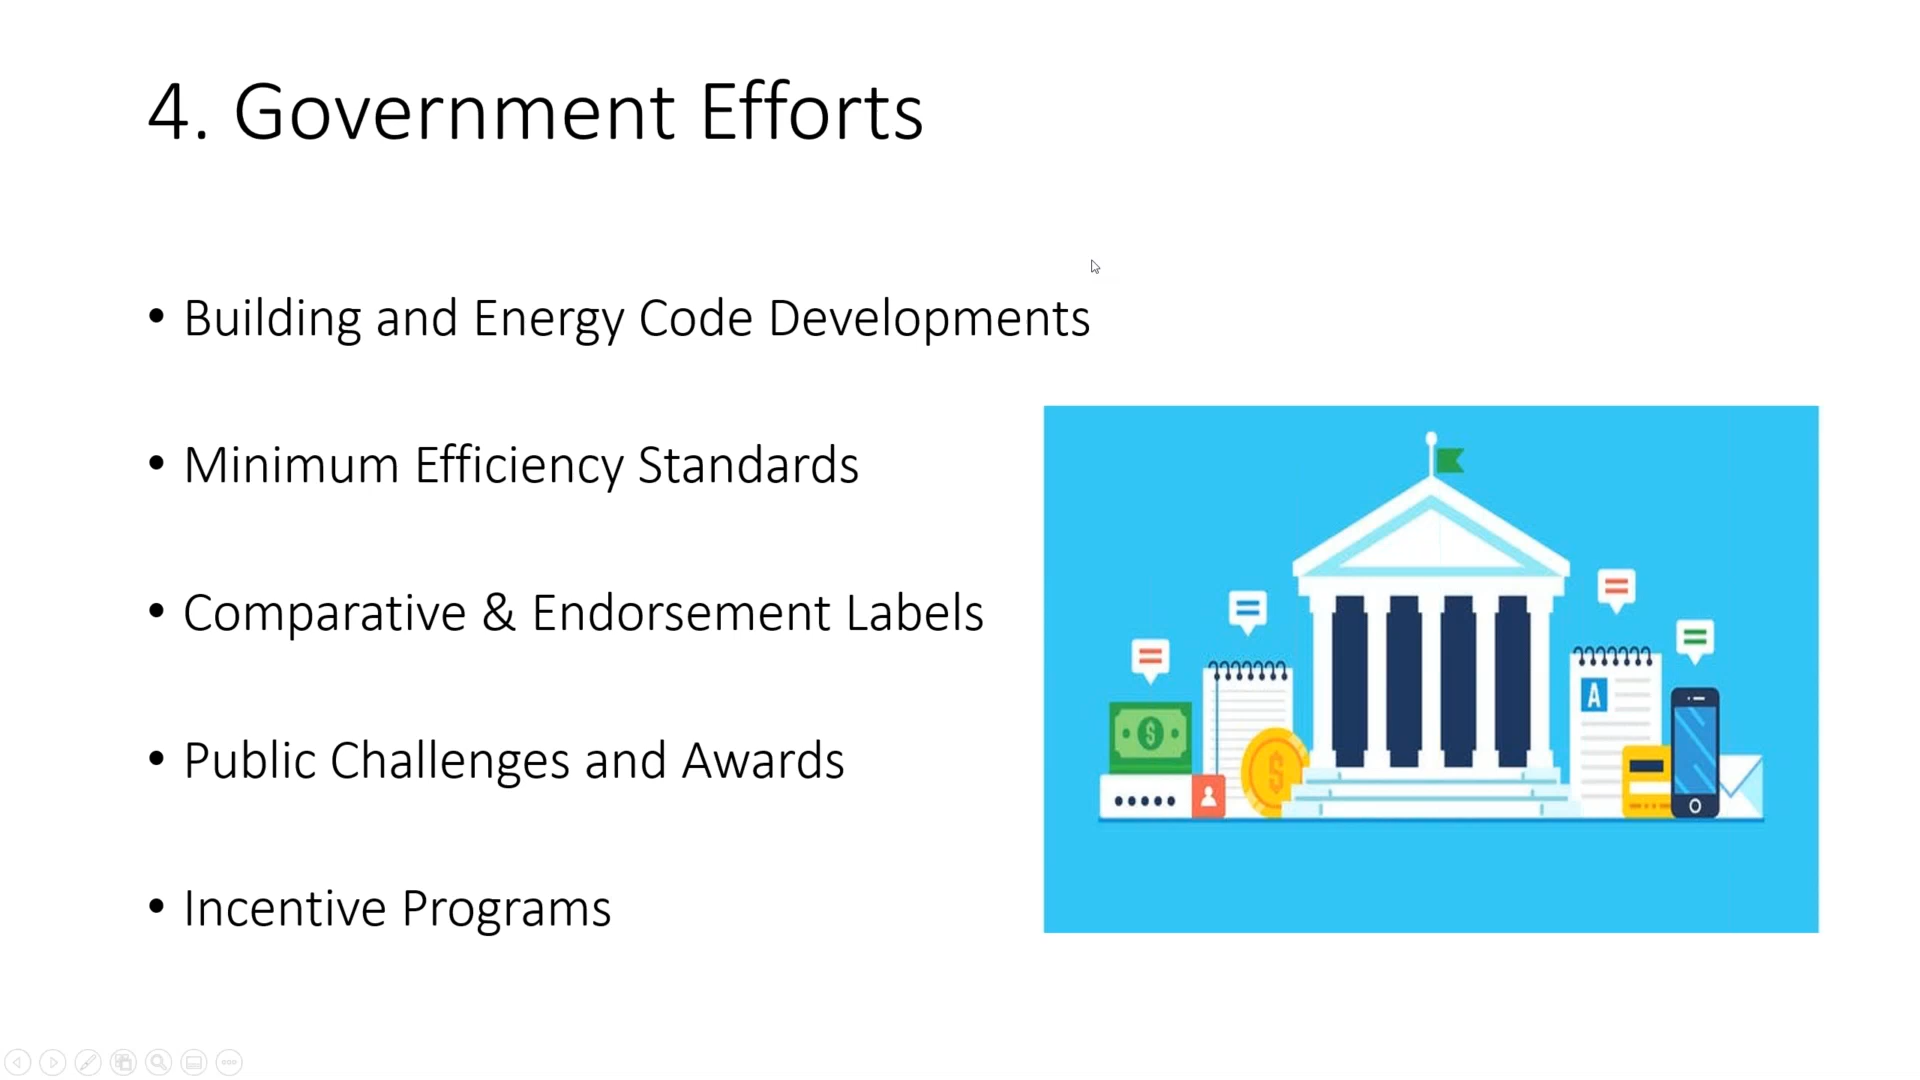 4. Government Efforts
• Building and Energy Code Developments
• Minimum Efficiency Standards
• Comparative & Endorsement Labels
• Public Challenges and Awards
• Incentive Programs
$
$
A